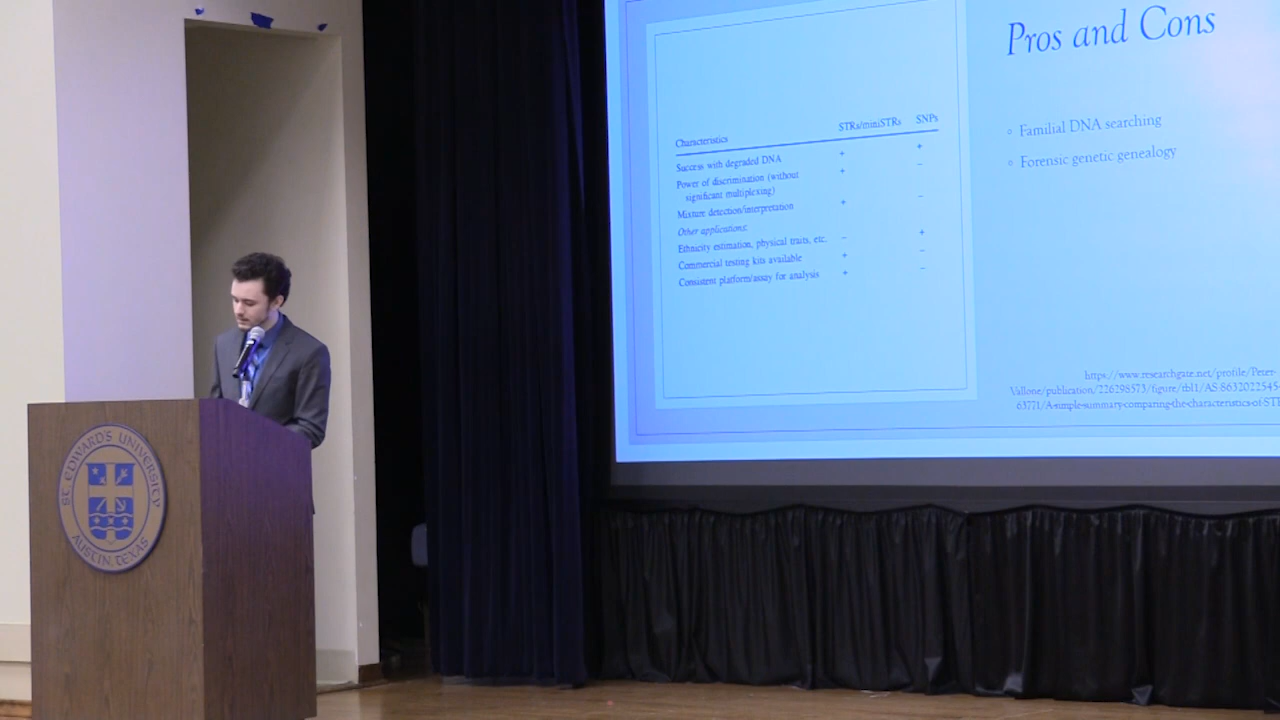 Pros and Cons
STRs/miniSTRs SNPs
Characteristics
Success with degraded DNA + +
Power of discrimination (without + –
significant multiplexing)
Mixture detection/interpretation + –
Other applications:
Ethnicity estimation, physical traits, etc. – +
Commercial testing kits available + –
Consistent platform/assay for analysis + –
Familial DNA searching
Forensic genetic genealogy
https://www.researchgate.net/profile/Peter-
Vallone/publication/226298573/figure/tbl1/AS:8632022545
63771/A-simple-summary-comparing-the-characteristics-of-ST
ST. EDWARD'S UNIVERSITY
AUSTIN, TEXAS